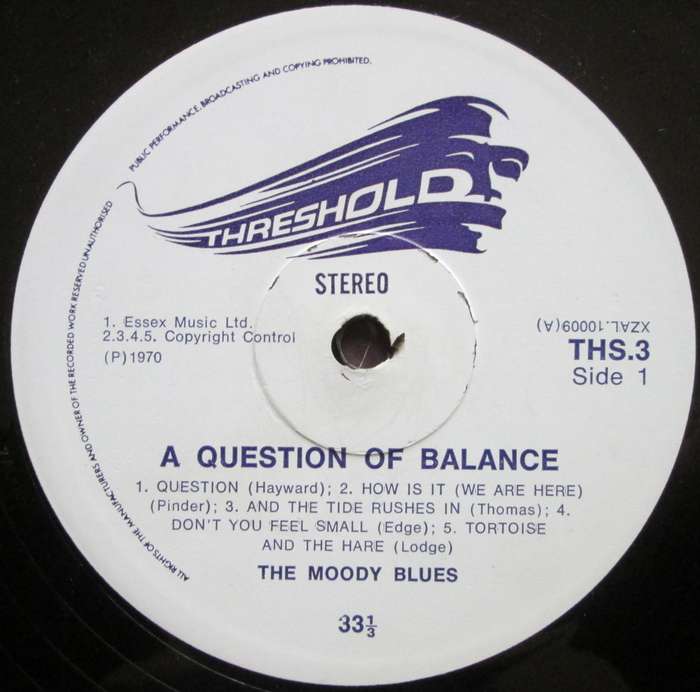 ALL RIGHTS OF THE MANUFACTURERS AND OWNER OF THE RECORDED WORK RESERVED UNAUTHORISED
PUBLIC PERFORMANCE, BROADCASTING AND COPYING PROHIBITED.
THRESHOLD
STEREO
1. Essex Music Ltd.
2.3.4.5. Copyright Control
(P)1970
XZAL.10009(A)
THS.3
Side 1
A QUESTION OF BALANCE
1. QUESTION (Hayward); 2. HOW IS IT (WE ARE HERE)
(Pinder); 3. AND THE TIDE RUSHES IN (Thomas); 4.
DON'T YOU FEEL SMALL (Edge); 5. TORTOISE
AND THE HARE (Lodge)
THE MOODY BLUES
33⅓